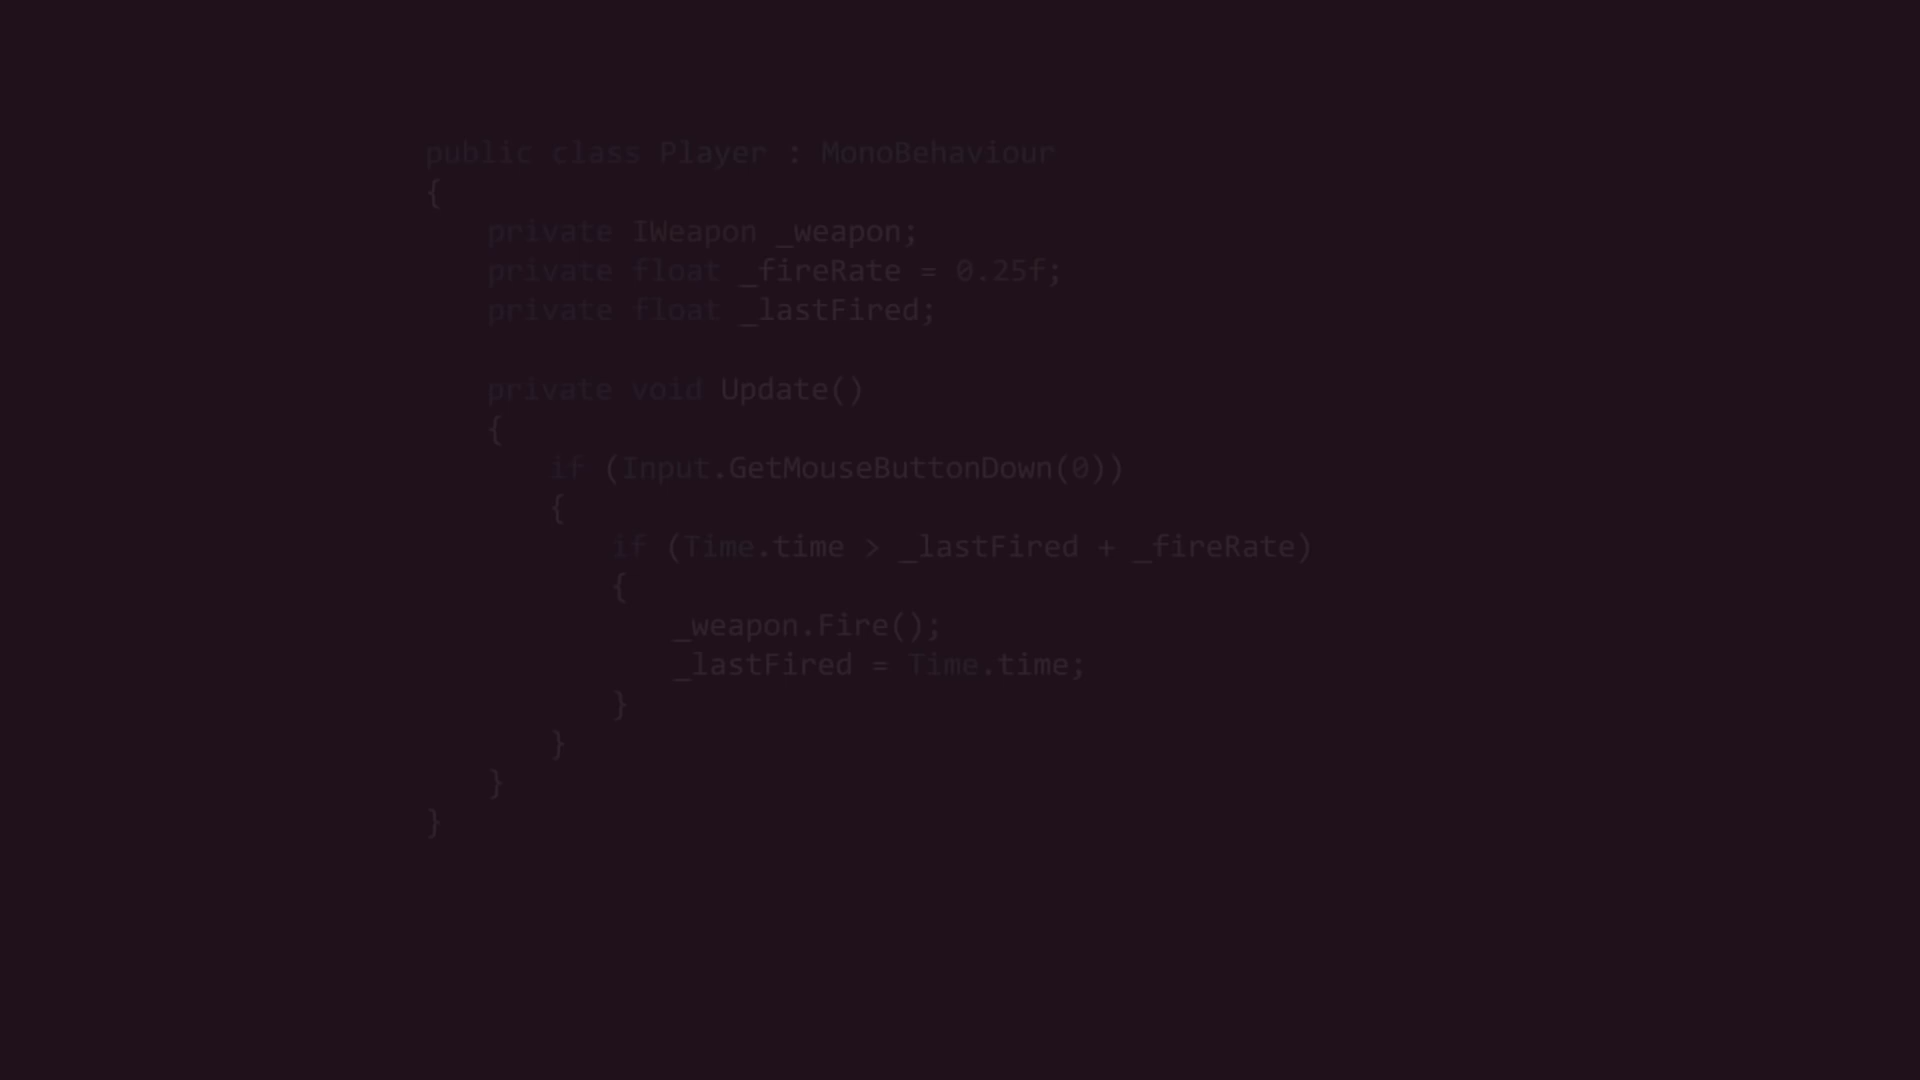 public class Player : MonoBehaviour
{
private IWeapon _weapon;
private float _fireRate = 0.25f;
private float _lastFired;
private void Update()
{
if (Input.GetMouseButtonDown(0))
{
if (Time.time > _lastFired + _fireRate)
{
_weapon.Fire();
_lastFired = Time.time;
}
}
}
}